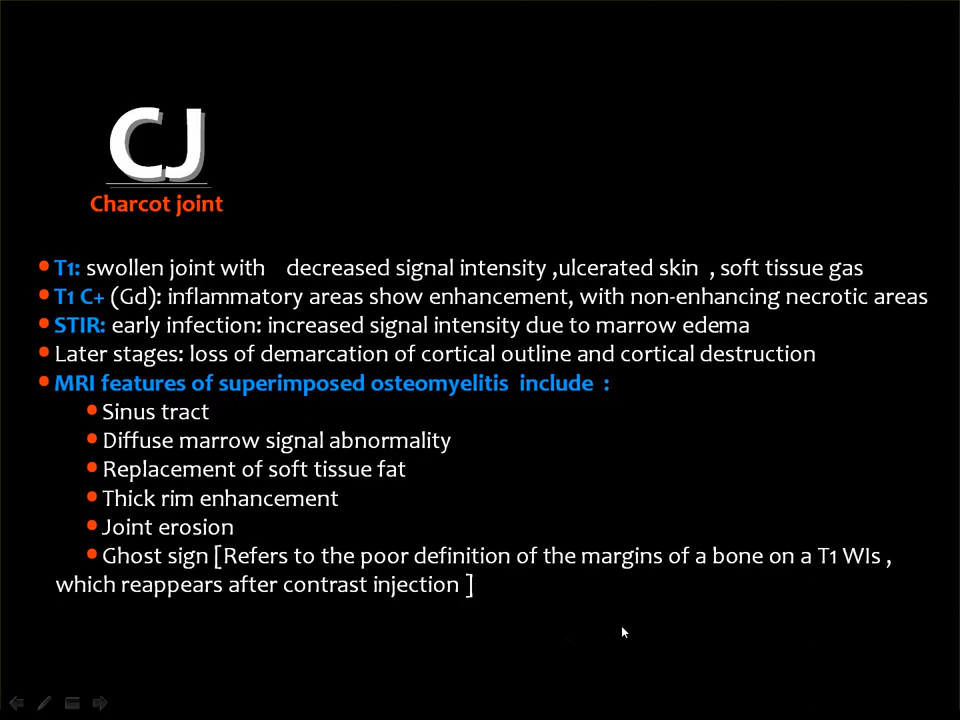 CJ
Charcot joint
• T1: swollen joint with decreased signal intensity ,ulcerated skin , soft tissue gas
• T1 C+ (Gd): inflammatory areas show enhancement, with non-enhancing necrotic areas
• STIR: early infection: increased signal intensity due to marrow edema
• Later stages: loss of demarcation of cortical outline and cortical destruction
• MRI features of superimposed osteomyelitis include :
• Sinus tract
• Diffuse marrow signal abnormality
• Replacement of soft tissue fat
• Thick rim enhancement
• Joint erosion
• Ghost sign [Refers to the poor definition of the margins of a bone on a T1 WIs ,
which reappears after contrast injection ]